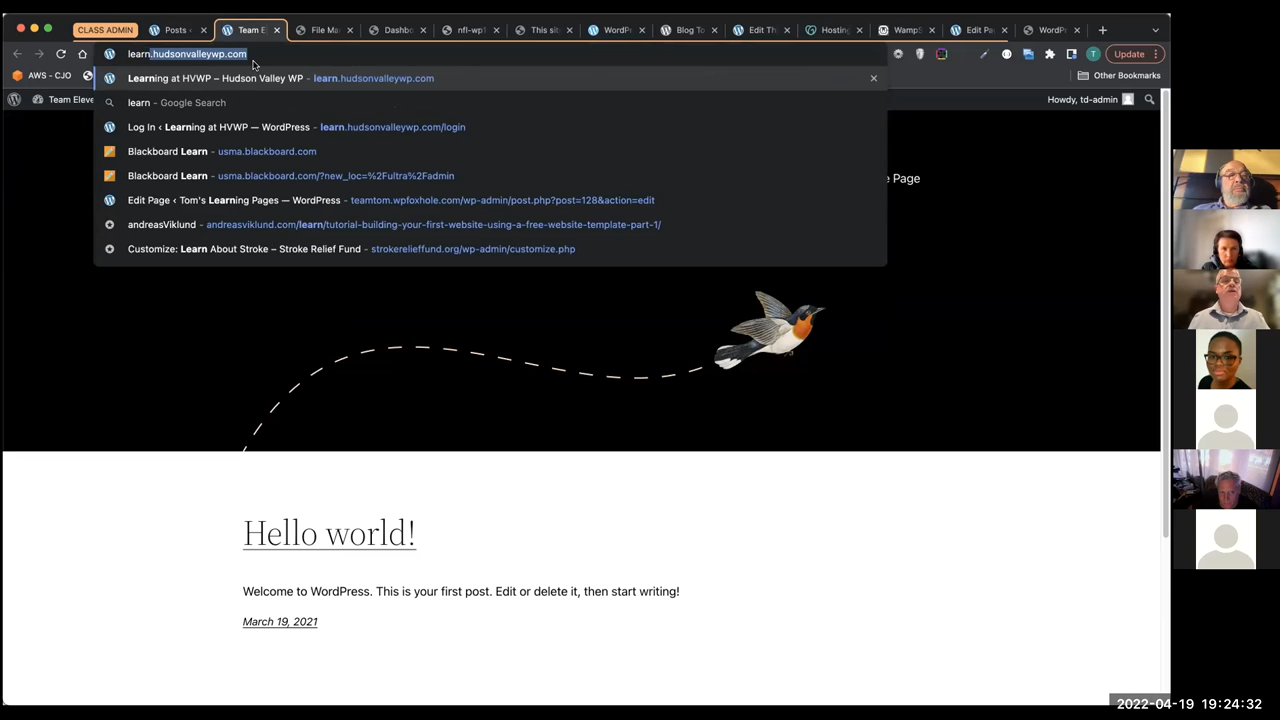 CLASS ADMIN
Posts ‹
Team E
File Ma
Dashb
nfl-wp1
This sit
WordPr
Blog To
Edit Th
Hosting
WampS
Edit Pa
WordP
learn.hudsonvalleywp.com
T
Update
AWS - CJO
Learning at HVWP – Hudson Valley WP - learn.hudsonvalleywp.com
Other Bookmarks
Team Eleve
learn - Google Search
Howdy, td-admin
Log In ‹ Learning at HVWP — WordPress - learn.hudsonvalleywp.com/login
Blackboard Learn - usma.blackboard.com
Blackboard Learn - usma.blackboard.com/?new_loc=%2Fultra%2Fadmin
e Page
Edit Page ‹ Tom's Learning Pages — WordPress - teamtom.wpfoxhole.com/wp-admin/post.php?post=128&action=edit
andreasViklund - andreasviklund.com/learn/tutorial-building-your-first-website-using-a-free-website-template-part-1/
Customize: Learn About Stroke – Stroke Relief Fund - strokerelieffund.org/wp-admin/customize.php
Hello world!
Welcome to WordPress. This is your first post. Edit or delete it, then start writing!
March 19, 2021
2022-04-19 19:24:32